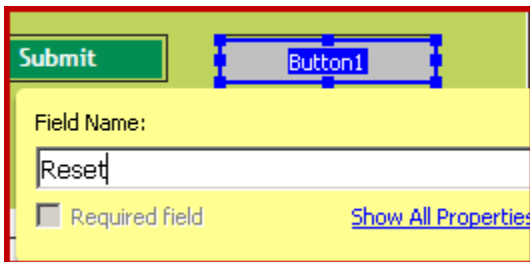 Submit
Button1
Field Name:
Reset
Required field
Show All Properties